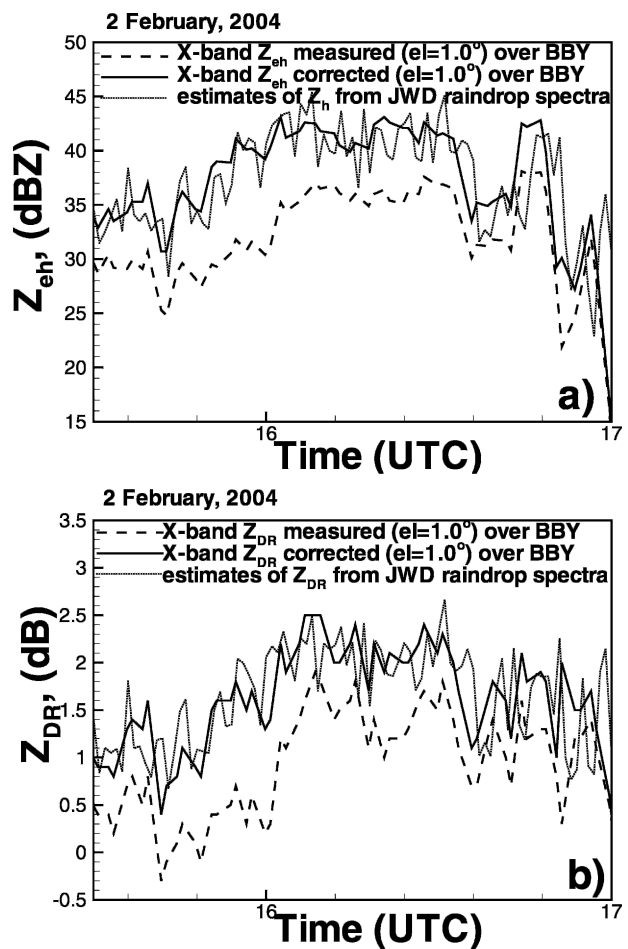 2 February, 2004
50
X-band Zeh measured (el=1.0o) over BBY
X-band Zeh corrected (el=1.0o) over BBY
estimates of Zh from JWD raindrop spectra
45
40
35
30
25
20
15
Zeh, (dBZ)
a)
16
17
Time (UTC)
2 February, 2004
3.5
X-band ZDR measured (el=1.0o) over BBY
X-band ZDR corrected (el=1.0o) over BBY
estimates of ZDR from JWD raindrop spectra
3
2.5
2
1.5
1
0.5
0
-0.5
ZDR, (dB)
b)
16
17
Time (UTC)